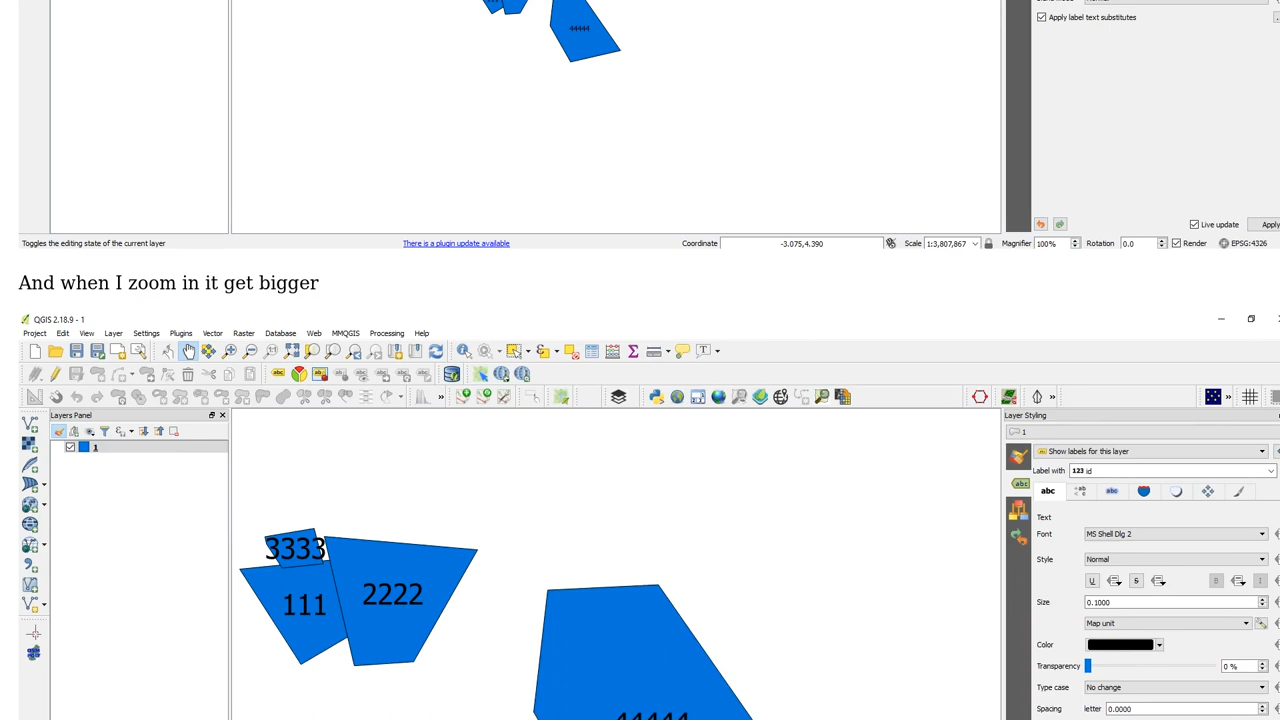 44444
Apply label text substitutes
Live update
Apply
Toggles the editing state of the current layer
There is a plugin update available
Coordinate
-3.075,4.390
Scale
1:3,807,867
Magnifier
100%
Rotation
0.0
Render
EPSG:4326
And when I zoom in it get bigger
QGIS 2.18.9 - 1
Project Edit View Layer Settings Plugins Vector Raster Database Web MMQGIS Processing Help
Layers Panel
1
3333
111
2222
44444
Layer Styling
1
Show labels for this layer
Label with
123 id
Text
Font
MS Shell Dlg 2
Style
Normal
Size
0.1000
Map unit
Color
Transparency
0 %
Type case
No change
Spacing
letter
0.0000